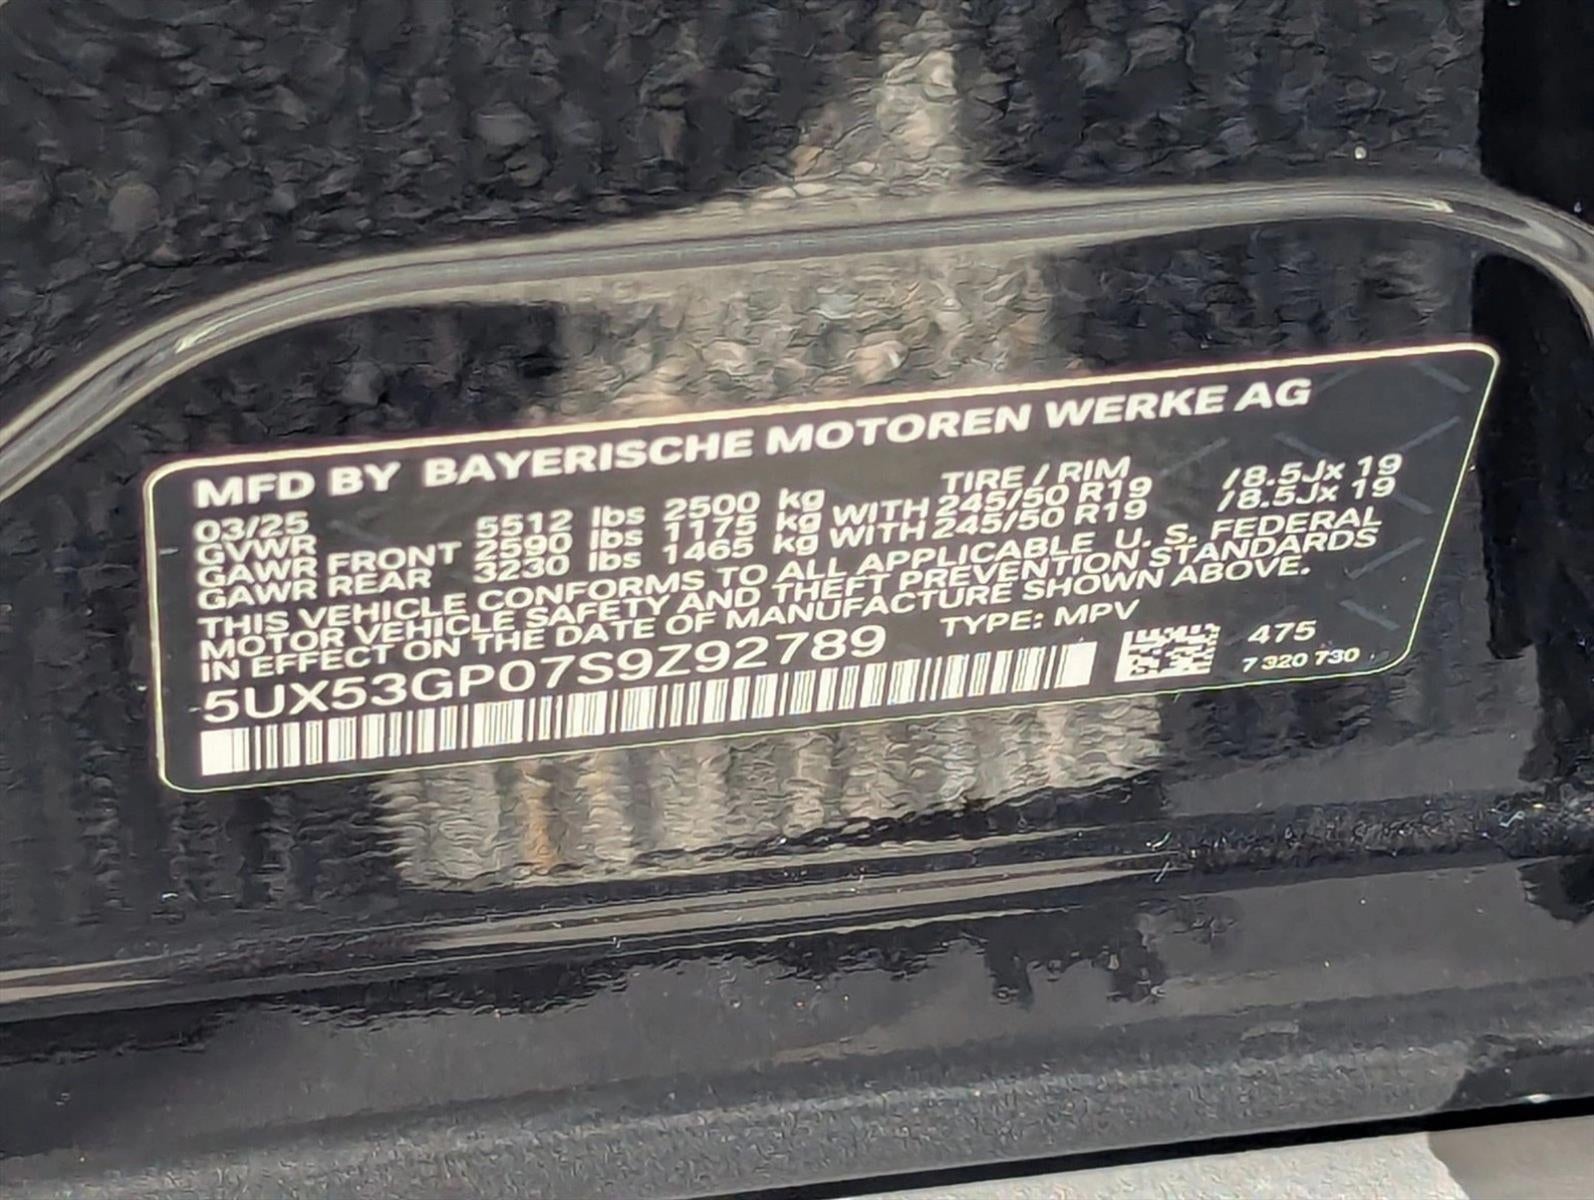 MFD BY BAYERISCHE MOTOREN WERKE AG
03/25 TIRE / RIM
GVWR 5512 lbs 2500 kg
GAWR FRONT 2590 lbs 1175 kg WITH 245/50 R19 /8.5Jx 19
GAWR REAR 3230 lbs 1465 kg WITH 245/50 R19 /8.5Jx 19
THIS VEHICLE CONFORMS TO ALL APPLICABLE U. S. FEDERAL
MOTOR VEHICLE SAFETY AND THEFT PREVENTION STANDARDS
IN EFFECT ON THE DATE OF MANUFACTURE SHOWN ABOVE.
5UX53GP07S9Z92789 TYPE: MPV
475
7 320 730